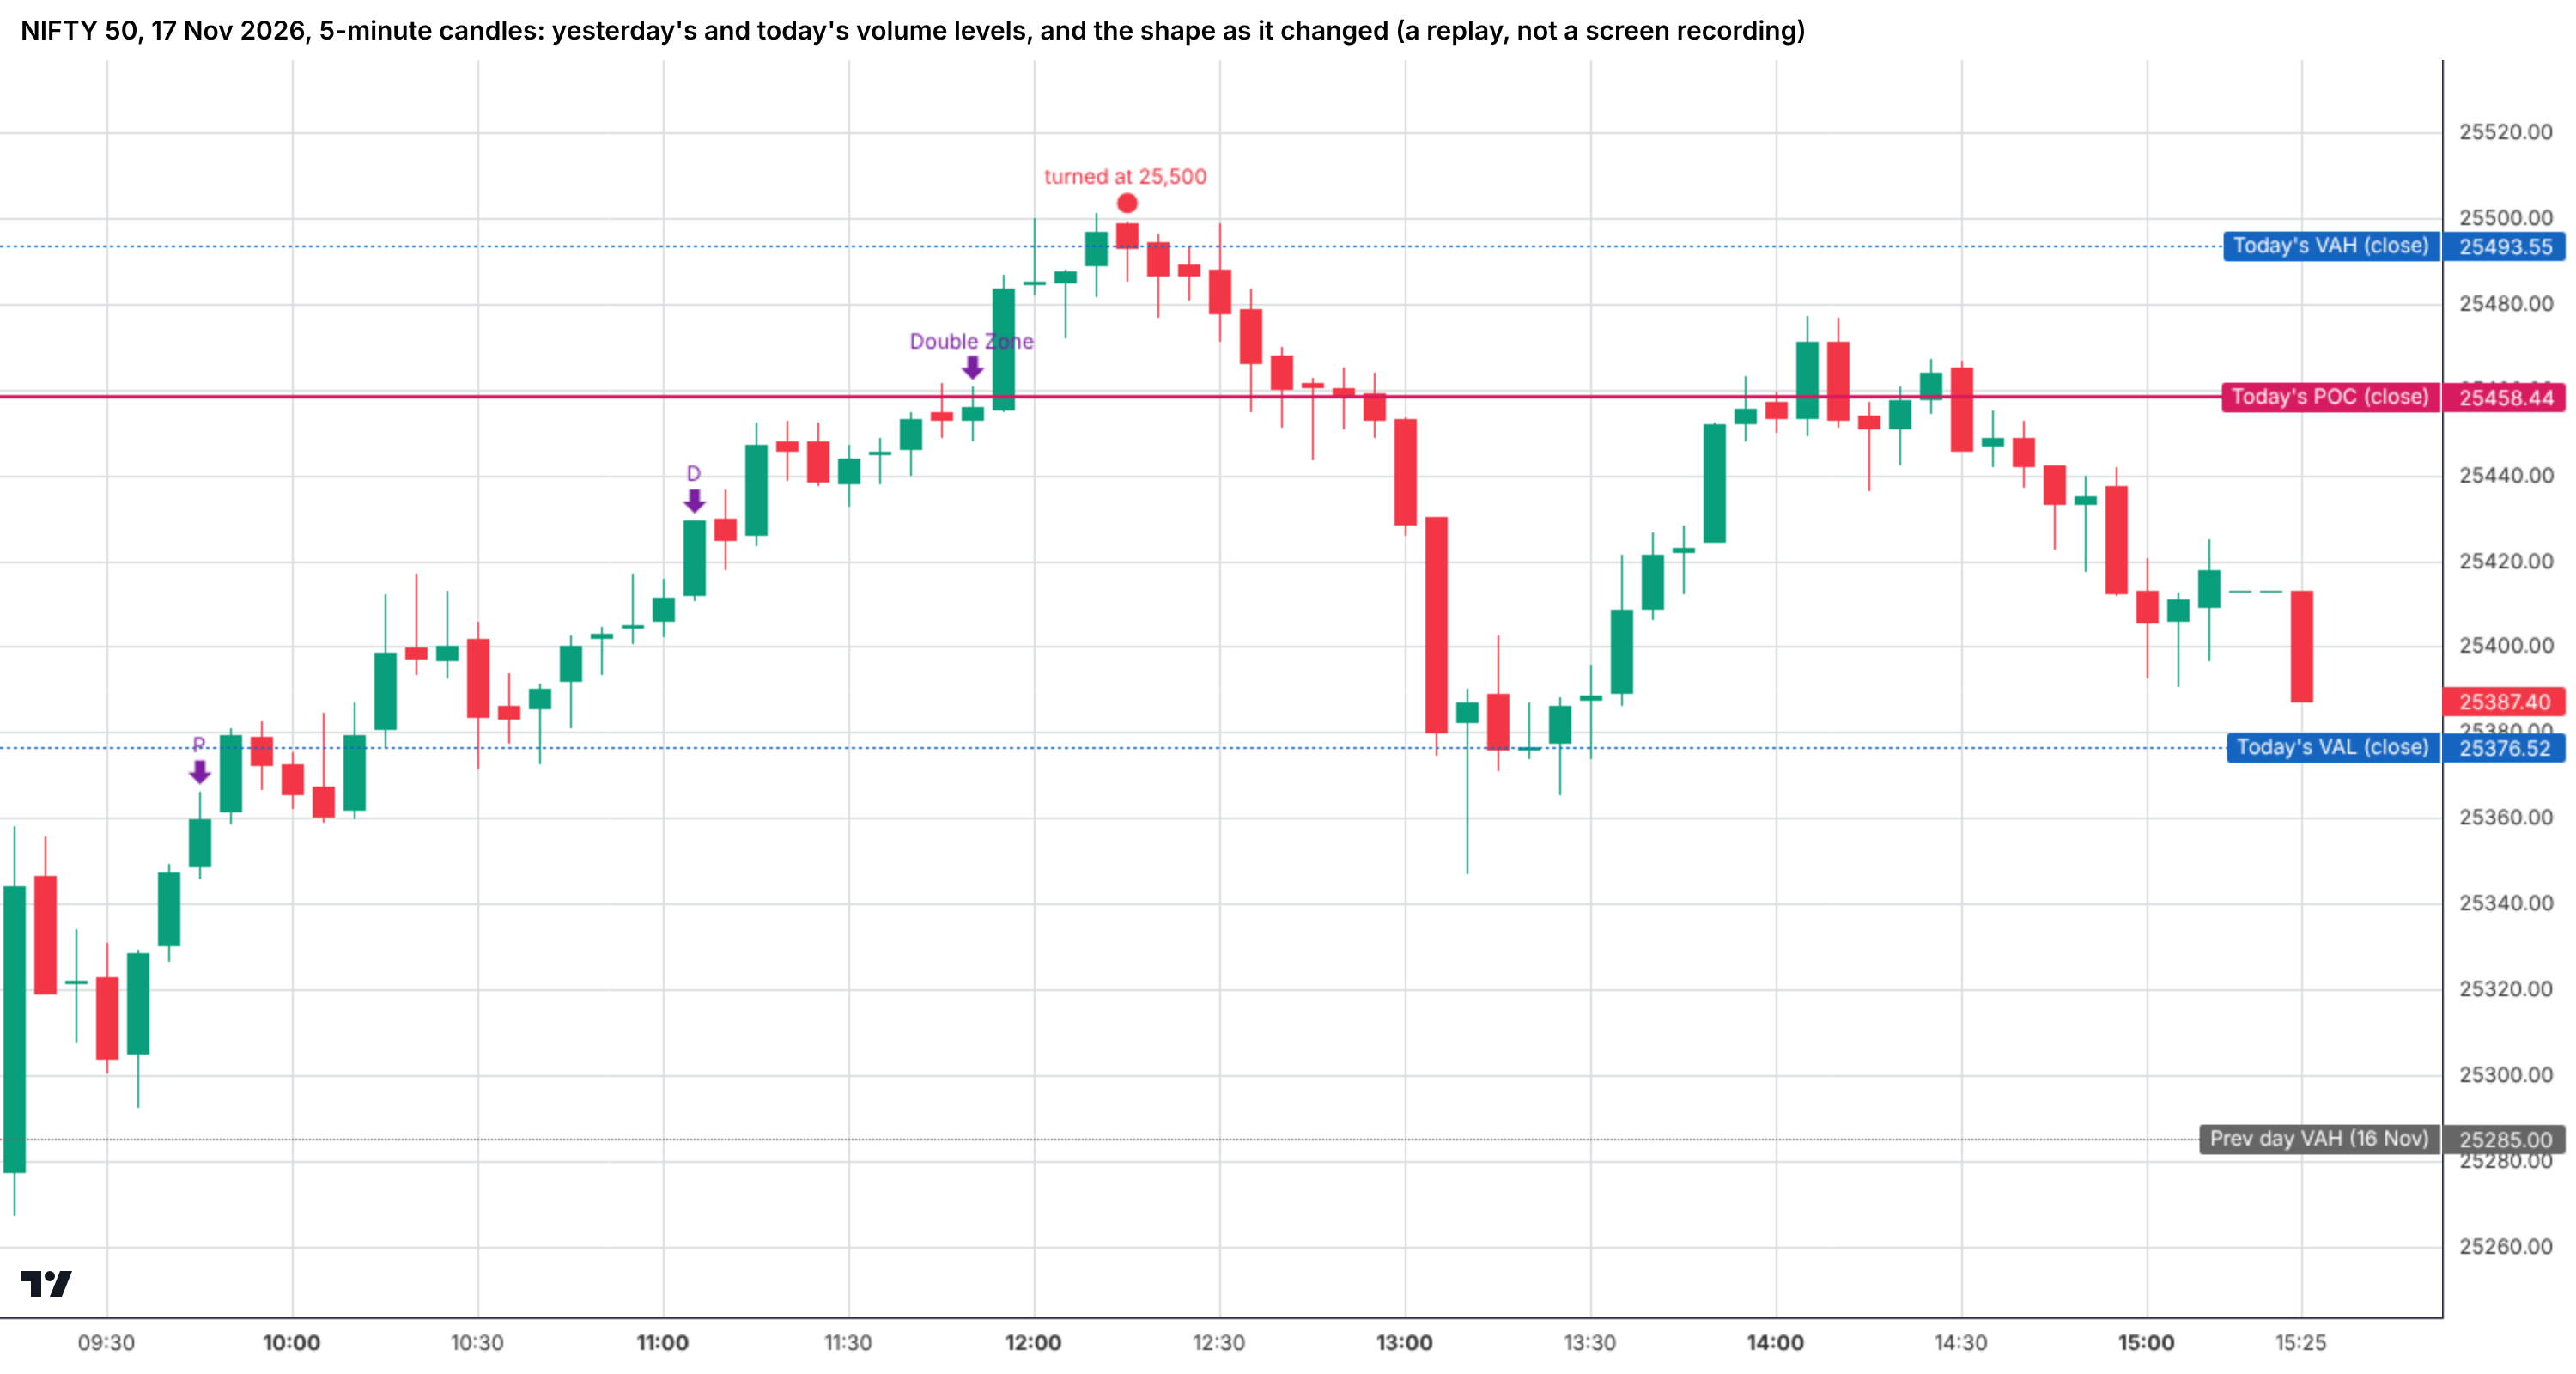 NIFTY 50, 17 Nov 2026, 5-minute candles: yesterday's and today's volume levels, and the shape as it changed (a replay, not a screen recording)
25520.00
turned at 25,500
25500.00
Today's VAH (close) 25493.55
25480.00
Double Zone
Today's POC (close) 25458.44
D
25440.00
25420.00
25400.00
25387.40
P
25380.00
Today's VAL (close) 25376.52
25360.00
25340.00
25320.00
25300.00
Prev day VAH (16 Nov) 25285.00
25280.00
25260.00
09:30 10:00 10:30 11:00 11:30 12:00 12:30 13:00 13:30 14:00 14:30 15:00 15:25